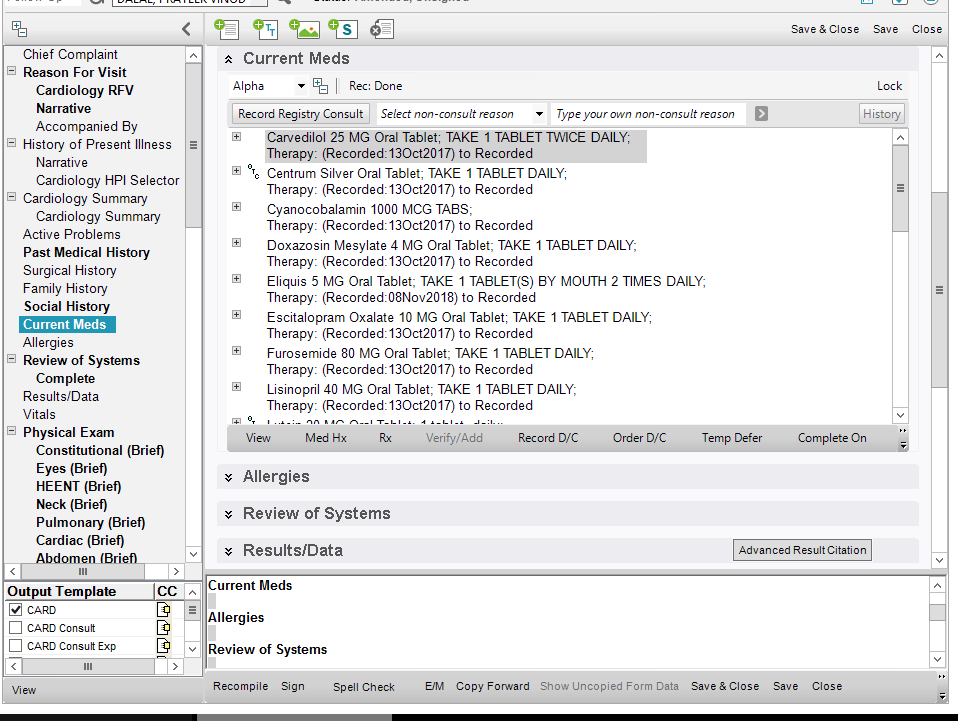 DALAL, PRATEEK VINOD
Save & Close Save Close
Chief Complaint
Reason For Visit
Cardiology RFV
Narrative
Accompanied By
History of Present Illness
Narrative
Cardiology HPI Selector
Cardiology Summary
Cardiology Summary
Active Problems
Past Medical History
Surgical History
Family History
Social History
Current Meds
Allergies
Review of Systems
Complete
Results/Data
Vitals
Physical Exam
Constitutional (Brief)
Eyes (Brief)
HEENT (Brief)
Neck (Brief)
Pulmonary (Brief)
Cardiac (Brief)
Abdomen (Brief)
Output Template CC
CARD
CARD Consult
CARD Consult Exp
View
Current Meds
Alpha Rec: Done Lock
Record Registry Consult Select non-consult reason Type your own non-consult reason History
Carvedilol 25 MG Oral Tablet; TAKE 1 TABLET TWICE DAILY;
Therapy: (Recorded:13Oct2017) to Recorded
Centrum Silver Oral Tablet; TAKE 1 TABLET DAILY;
Therapy: (Recorded:13Oct2017) to Recorded
Cyanocobalamin 1000 MCG TABS;
Therapy: (Recorded:13Oct2017) to Recorded
Doxazosin Mesylate 4 MG Oral Tablet; TAKE 1 TABLET DAILY;
Therapy: (Recorded:13Oct2017) to Recorded
Eliquis 5 MG Oral Tablet; TAKE 1 TABLET(S) BY MOUTH 2 TIMES DAILY;
Therapy: (Recorded:08Nov2018) to Recorded
Escitalopram Oxalate 10 MG Oral Tablet; TAKE 1 TABLET DAILY;
Therapy: (Recorded:13Oct2017) to Recorded
Furosemide 80 MG Oral Tablet; TAKE 1 TABLET DAILY;
Therapy: (Recorded:13Oct2017) to Recorded
Lisinopril 40 MG Oral Tablet; TAKE 1 TABLET DAILY;
Therapy: (Recorded:13Oct2017) to Recorded
View Med Hx Rx Verify/Add Record D/C Order D/C Temp Defer Complete On
Allergies
Review of Systems
Results/Data Advanced Result Citation
Current Meds
Allergies
Review of Systems
Recompile Sign Spell Check E/M Copy Forward Show Uncopied Form Data Save & Close Save Close